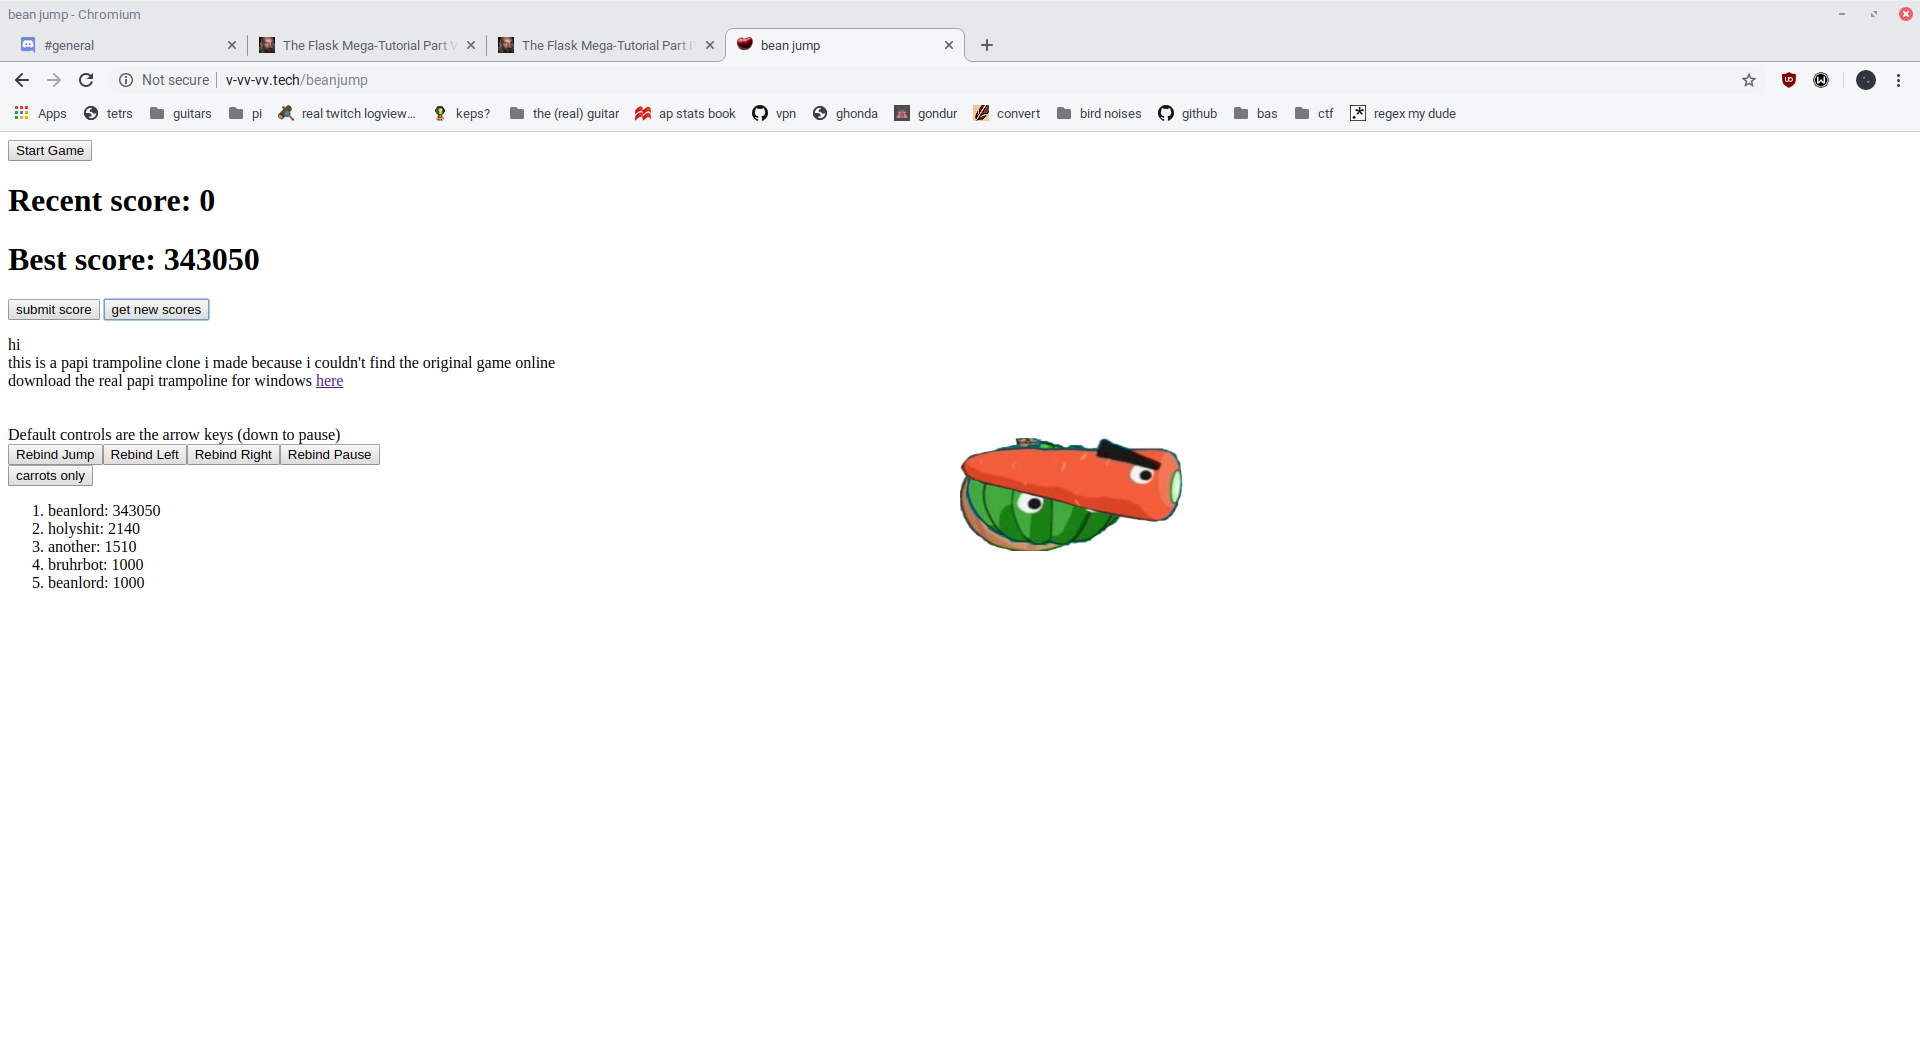 bean jump - Chromium
#general
The Flask Mega-Tutorial Part V
The Flask Mega-Tutorial Part I
bean jump
Not secure
v-vv-vv.tech/beanjump
Apps
tetrs
guitars
pi
real twitch logview...
keps?
the (real) guitar
ap stats book
vpn
ghonda
gondur
convert
bird noises
github
bas
ctf
regex my dude
Start Game
Recent score: 0
Best score: 343050
submit score
get new scores
hi
this is a papi trampoline clone i made because i couldn't find the original game online
download the real papi trampoline for windows here
Default controls are the arrow keys (down to pause)
Rebind Jump
Rebind Left
Rebind Right
Rebind Pause
carrots only
1. beanlord: 343050
2. holyshit: 2140
3. another: 1510
4. bruhrbot: 1000
5. beanlord: 1000